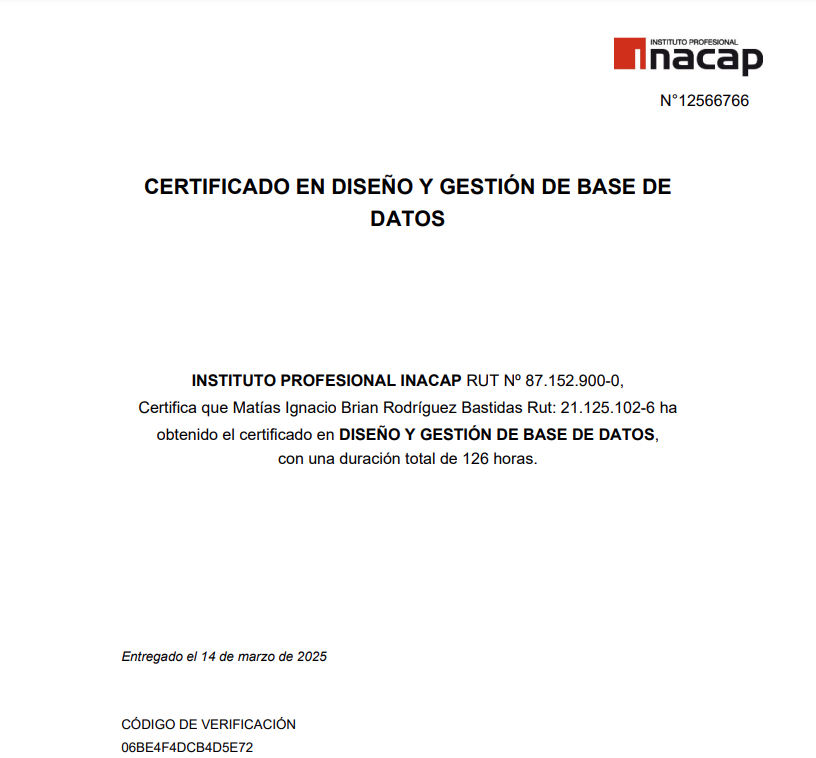 INSTITUTO PROFESIONAL
inacap
N°12566766
CERTIFICADO EN DISEÑO Y GESTIÓN DE BASE DE
DATOS
INSTITUTO PROFESIONAL INACAP RUT Nº 87.152.900-0,
Certifica que Matías Ignacio Brian Rodríguez Bastidas Rut: 21.125.102-6 ha
obtenido el certificado en DISEÑO Y GESTIÓN DE BASE DE DATOS,
con una duración total de 126 horas.
Entregado el 14 de marzo de 2025
CÓDIGO DE VERIFICACIÓN
06BE4F4DCB4D5E72